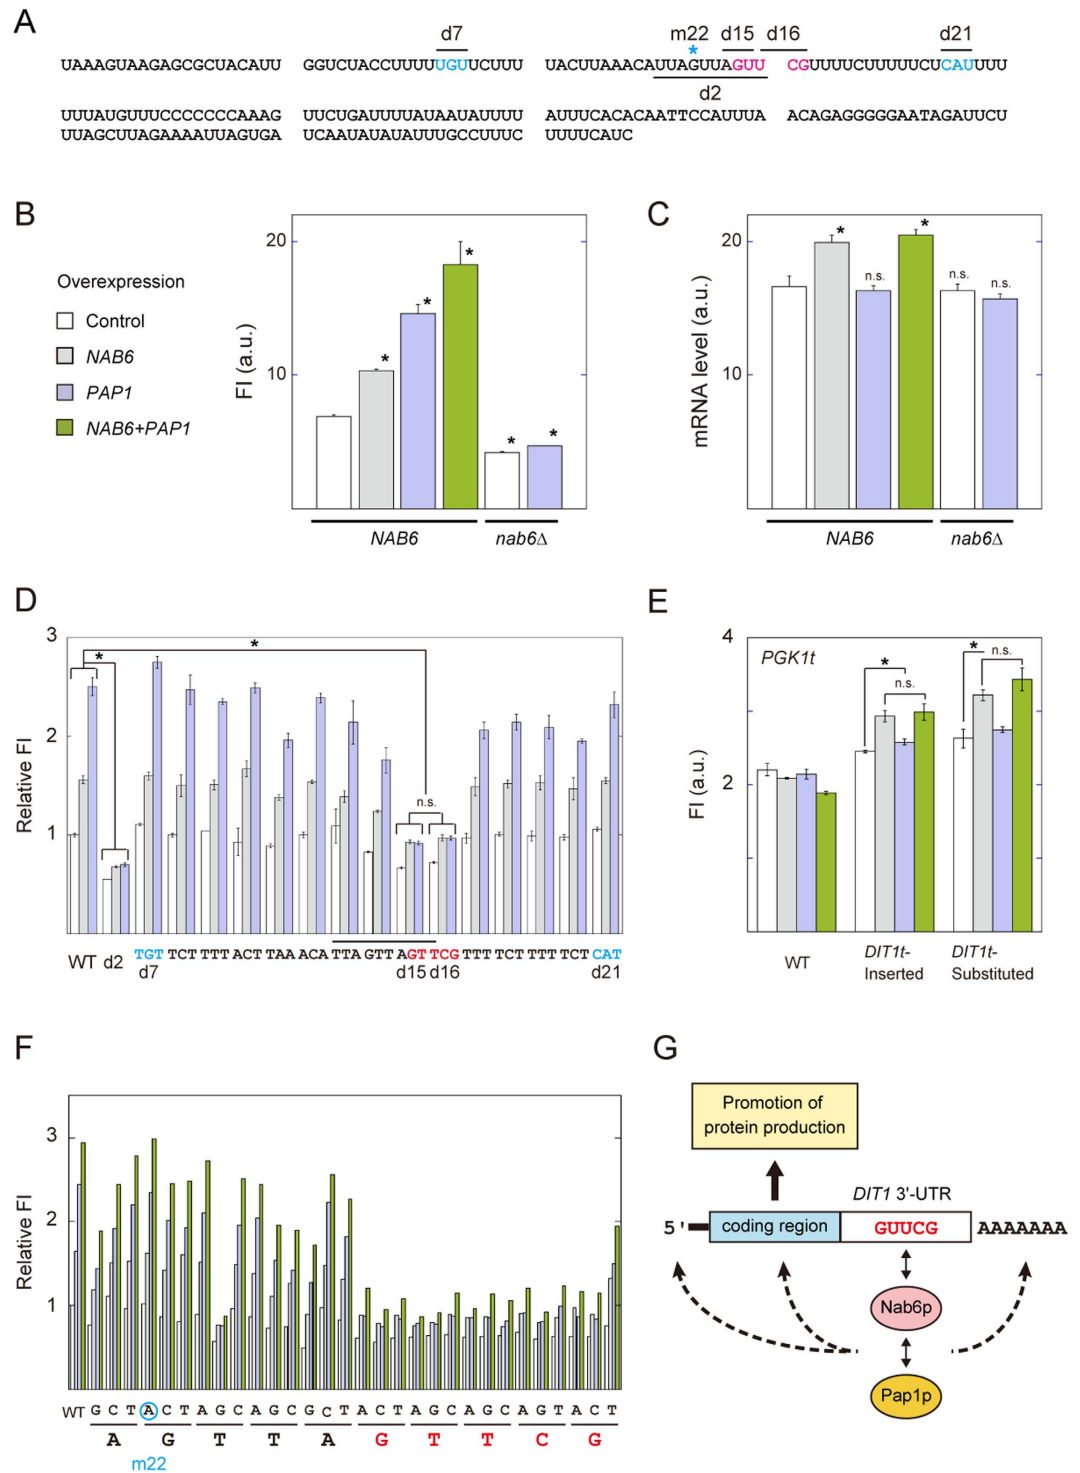 A
d7
m22 d15 d16 d21
*
UAAAGUAAGAGCGCUACAUU GGUCUACCUUUUUGUUCUUU UACUUAAACAUUAGUUAGUU CGUUUUCUUUUUCUCAUUUU
d2
UUUAUGUUUCCCCCCCAAAG UUCUGAUUUUAUAAUAUUUU AUUUCACACAATTCCAUUUA ACAGAGGGGGAATAGAUUCU
UUAGCUUAGAAAAUUAGUGA UCAAUAUAUAUUUGCCUUUC UUUUCAUC
B
Overexpression
Control
NAB6
PAP1
NAB6+PAP1
FI (a.u.)
20
10
* * * * *
NAB6 nab6Δ
C
mRNA level (a.u.)
20
10
* n.s. * n.s. n.s.
NAB6 nab6Δ
D
Relative FI
3
2
1
*
*
n.s.
WT d2 TGT TCT TTT ACT TAA ACA TTA GTT AGT TCG TTT TCT TTT TCT CAT
d7 d15 d16 d21
E
PGK1t
FI (a.u.)
4
2
* n.s.
* n.s.
WT DIT1t- DIT1t-
Inserted Substituted
F
Relative FI
3
2
1
WT G C T A C T A G C A G C G C T A C T A G C A G C A G T A C T
A G T T A G T T C G
m22
G
Promotion of
protein production
DIT1 3'-UTR
5' coding region GUUCG AAAAAAA
Nab6p
Pap1p